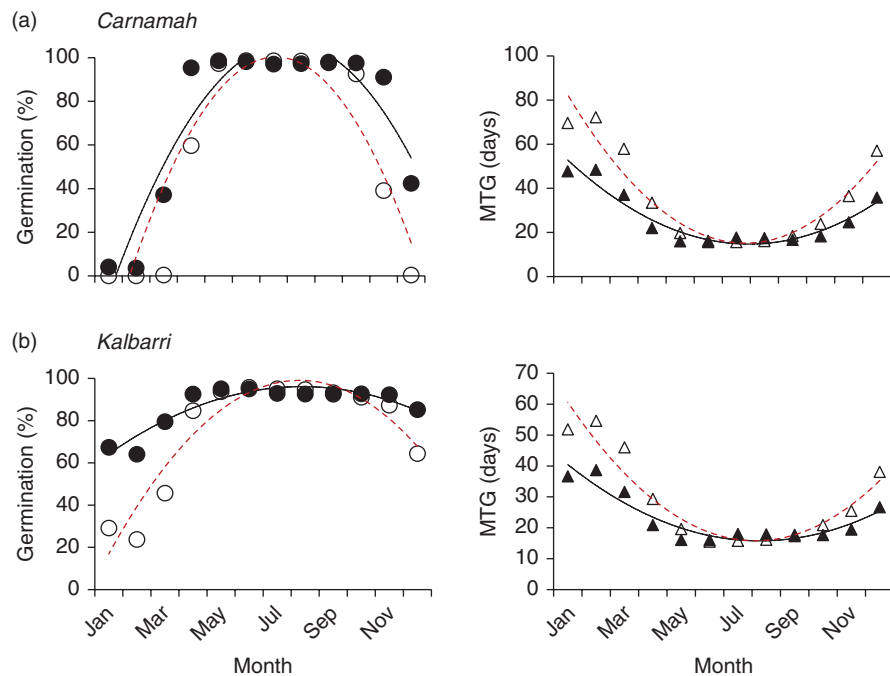 (a) Carnamah
100
80
60
40
20
0
Germination (%)
100
80
60
40
20
0
MTG (days)
(b) Kalbarri
100
80
60
40
20
0
Germination (%)
Jan Mar May Jul Sep Nov
Month
70
60
50
40
30
20
10
0
MTG (days)
Jan Mar May Jul Sep Nov
Month